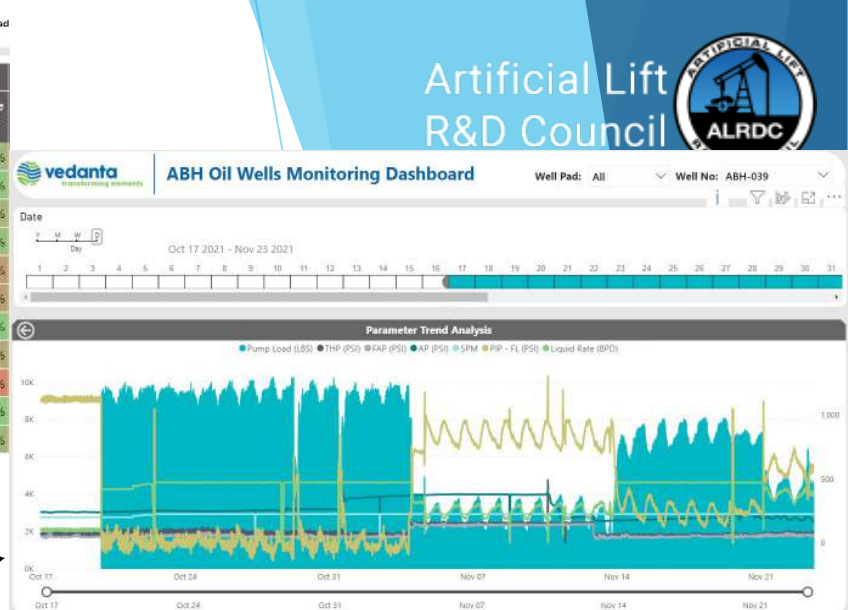 Artificial Lift
R&D Council
ARTIFICIAL LIFT
ALRDC
vedanta
transforming elements
ABH Oil Wells Monitoring Dashboard
Well Pad: All
Well No: ABH-039
Date
Y M W D
Day
Oct 17 2021 - Nov 23 2021
1 2 3 4 5 6 7 8 9 10 11 12 13 14 15 16 17 18 19 20 21 22 23 24 25 26 27 28 29 30 31
Parameter Trend Analysis
Pump Load (LBS) THP (PSI) FAP (PSI) AP (PSI) SPM PIP - FL (PSI) Liquid Rate (BPD)
10K
8K
6K
4K
2K
0K
1,000
500
0
Oct 17 Oct 24 Oct 31 Nov 07 Nov 14 Nov 21
Oct 17 Oct 24 Oct 31 Nov 07 Nov 14 Nov 21